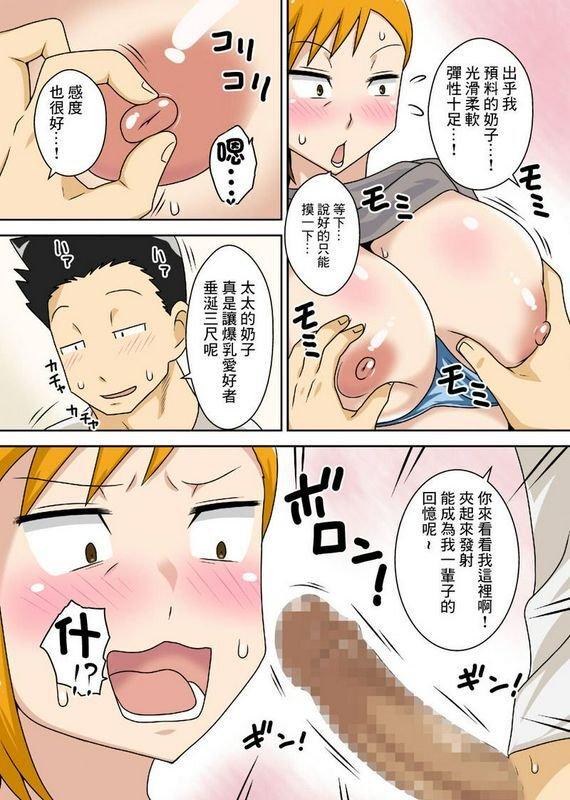 出乎我
預料的奶子
光滑柔軟
彈性十足…!
モミ
等下…
說好的只能
摸一下…
モミ
モミ
モミ
コリ
コリ
感度
也很好…!
嗯…
太太的奶子
真是讓爆乳愛好者
垂涎三尺呢
ハァ
ハァ
カチャ
カチャ
ボロン!
你來看看我這裡啊!
夾起來發射
能成為我一輩子的
回憶呢~
什
!?
ギン!
ギン!